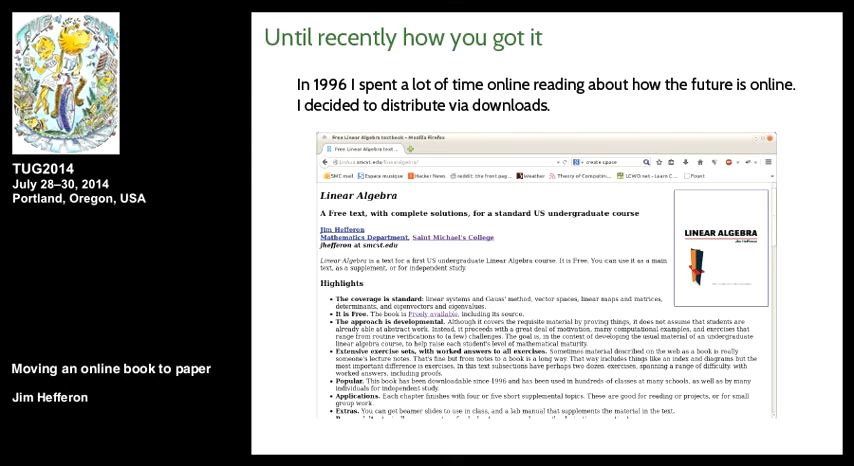 TUG2014
July 28–30, 2014
Portland, Oregon, USA
Moving an online book to paper
Jim Hefferon
Until recently how you got it
In 1996 I spent a lot of time online reading about how the future is online.
I decided to distribute via downloads.
Free Linear Algebra textbook - Mozilla Firefox
Free Linear Algebra text...
create space
SMC mail Espace musique Hacker News reddit: the front pag... Weather Theory of Computin... LCWO.net - Learn C...
Linear Algebra
A Free text, with complete solutions, for a standard US undergraduate course
Jim Hefferon
Mathematics Department, Saint Michael's College
jhefferon at smcvt.edu
Linear Algebra is a text for a first US undergraduate Linear Algebra course. It is Free. You can use it as a main
text, as a supplement, or for independent study.
LINEAR ALGEBRA
Jim Hefferon
Highlights
• The coverage is standard: linear systems and Gauss' method, vector spaces, linear maps and matrices,
determinants, and eigenvectors and eigenvalues.
• It is Free. The book is Freely available, including its source.
• The approach is developmental. Although it covers the requisite material by proving things, it does not assume that students are
already able at abstract work. Instead, it proceeds with a great deal of motivation, many computational examples, and exercises that
range from routine verifications to (a few) challenges. The goal is, in the context of developing the usual material of an undergraduate
linear algebra course, to help raise each student's level of mathematical maturity.
• Extensive exercise sets, with worked answers to all exercises. Sometimes material described on the web as a book is really
someone's lecture notes. That's fine but from notes to a book is a long way. That way includes things like an index and diagrams but the
most important difference is exercises. In this text subsections have perhaps two dozen exercises, spanning a range of difficulty, with
worked answers, including proofs.
• Popular. This book has been downloadable since 1996 and has been used in hundreds of classes at many schools, as well as by many
individuals for independent study.
• Applications. Each chapter finishes with four or five short supplemental topics. These are good for reading or projects, or for small
group work.
• Extras. You can get beamer slides to use in class, and a lab manual that supplements the material in the text.